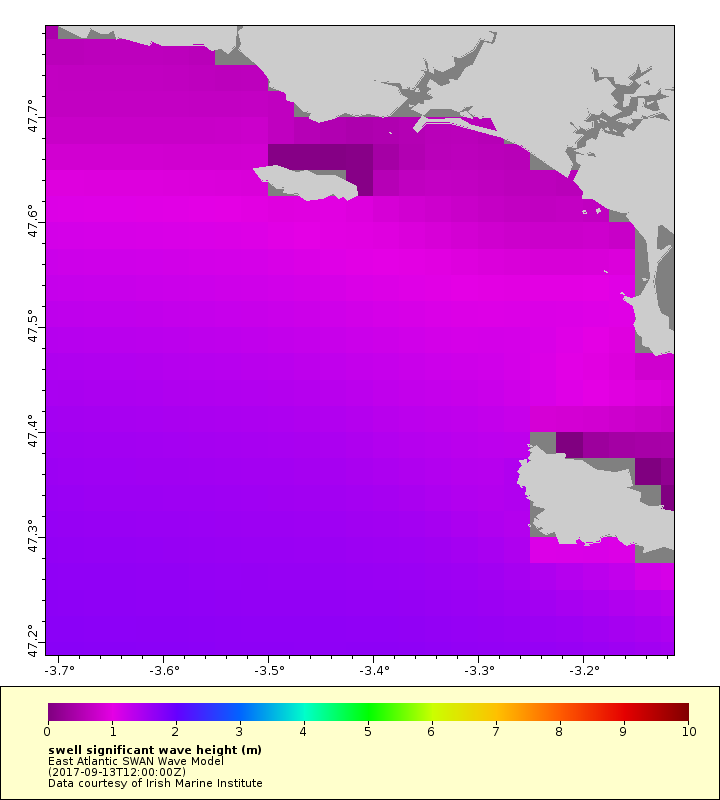 47.7°
47.6°
47.5°
47.4°
47.3°
47.2°
-3.7° -3.6° -3.5° -3.4° -3.3° -3.2°
0 1 2 3 4 5 6 7 8 9 10
swell significant wave height (m)
East Atlantic SWAN Wave Model
(2017-09-13T12:00:00Z)
Data courtesy of Irish Marine Institute